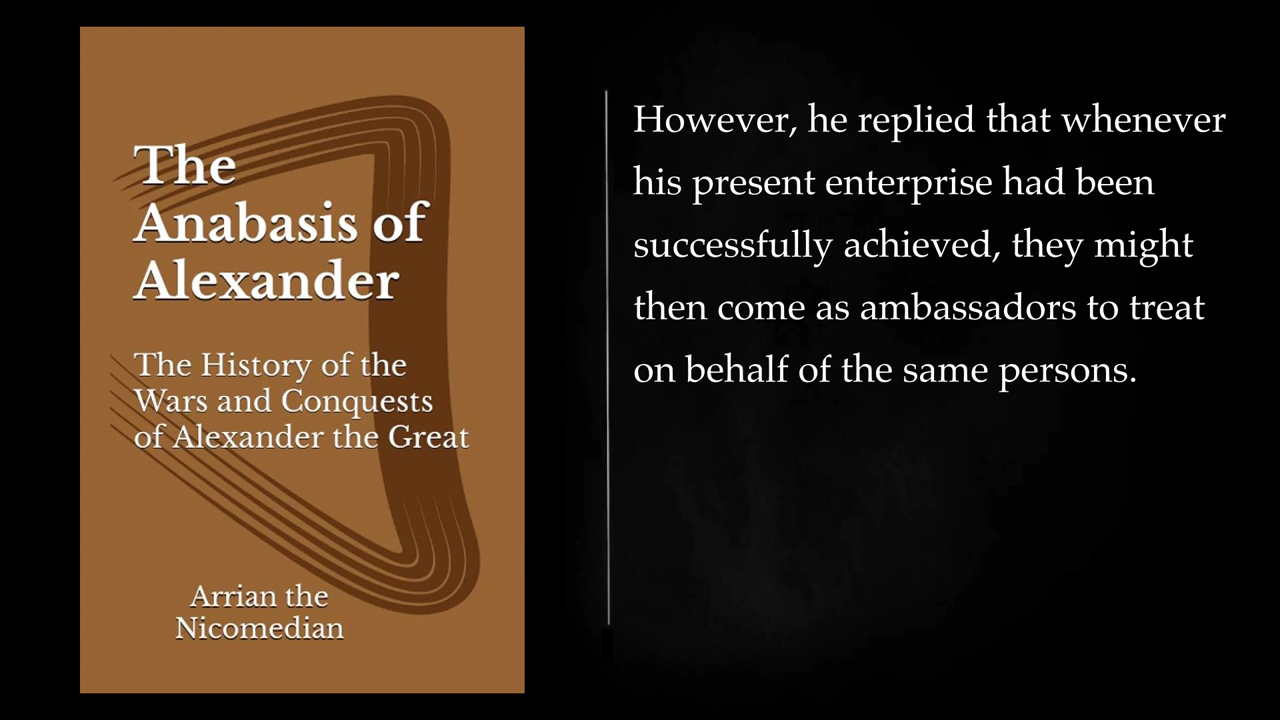 The
Anabasis of
Alexander
The History of the
Wars and Conquests
of Alexander the Great
Arrian the
Nicomedian
However, he replied that whenever
his present enterprise had been
successfully achieved, they might
then come as ambassadors to treat
on behalf of the same persons.